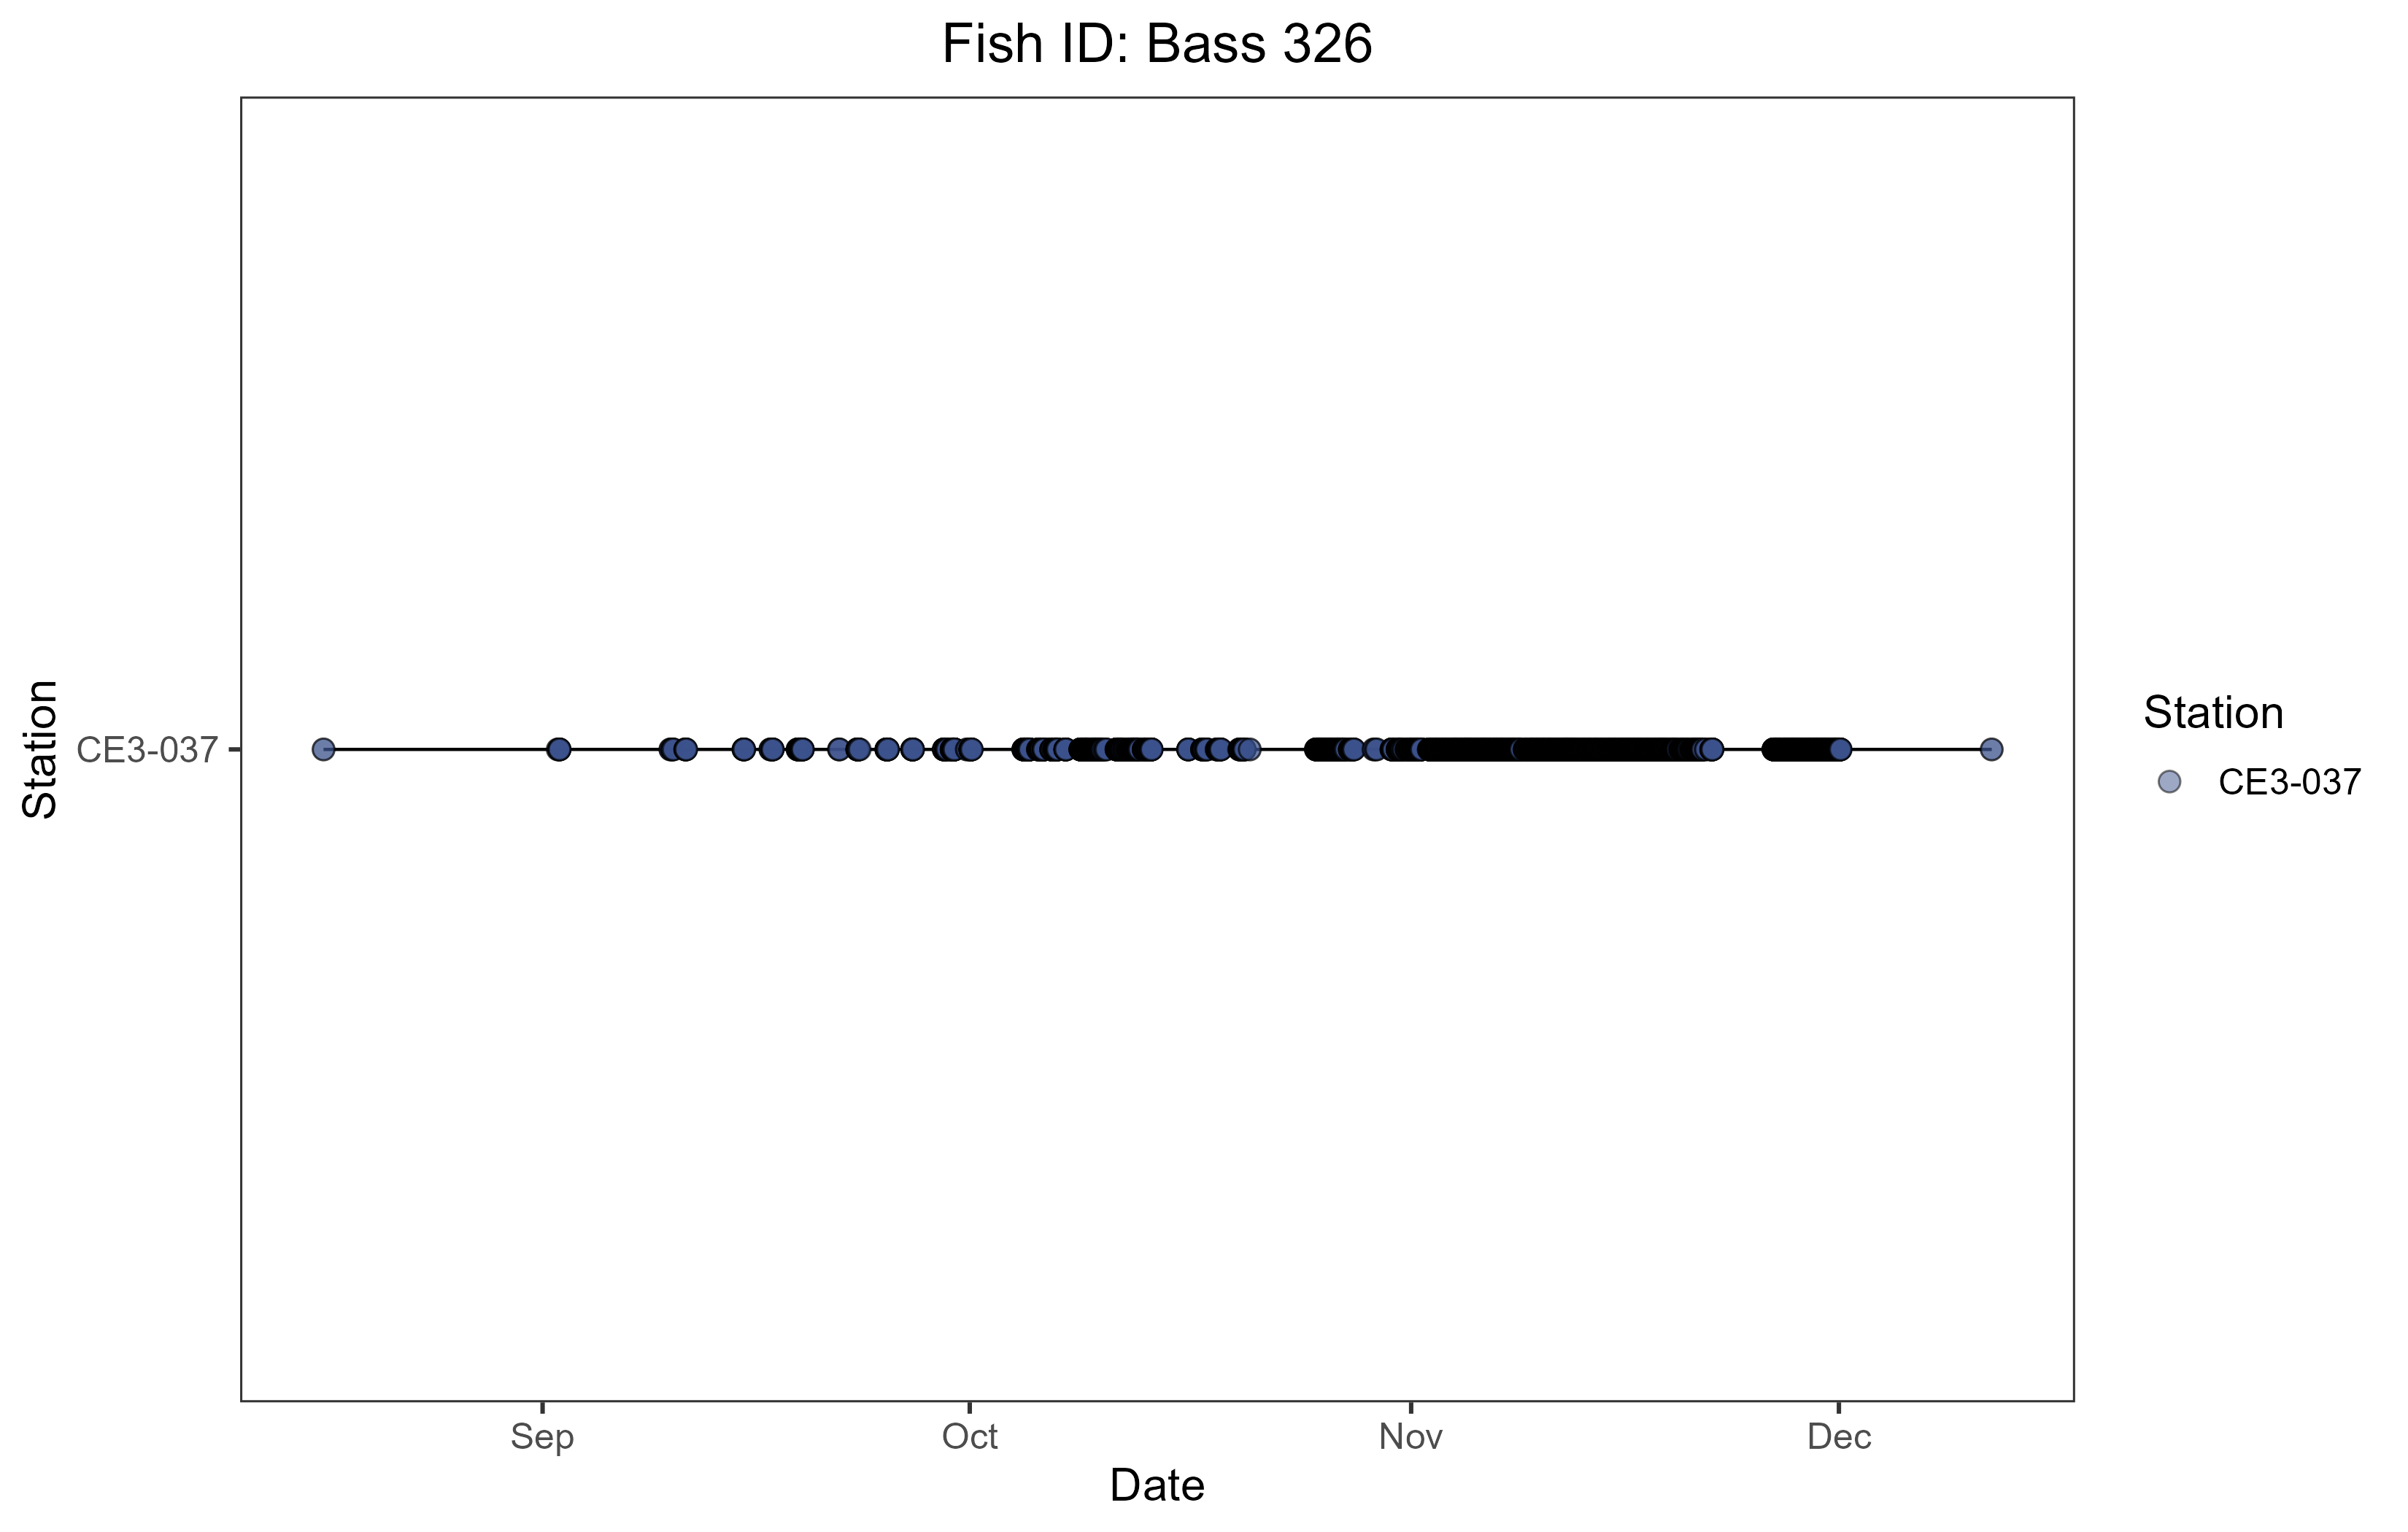 Fish ID: Bass 326
Station
CE3-037
Station
CE3-037
Sep
Oct
Nov
Dec
Date